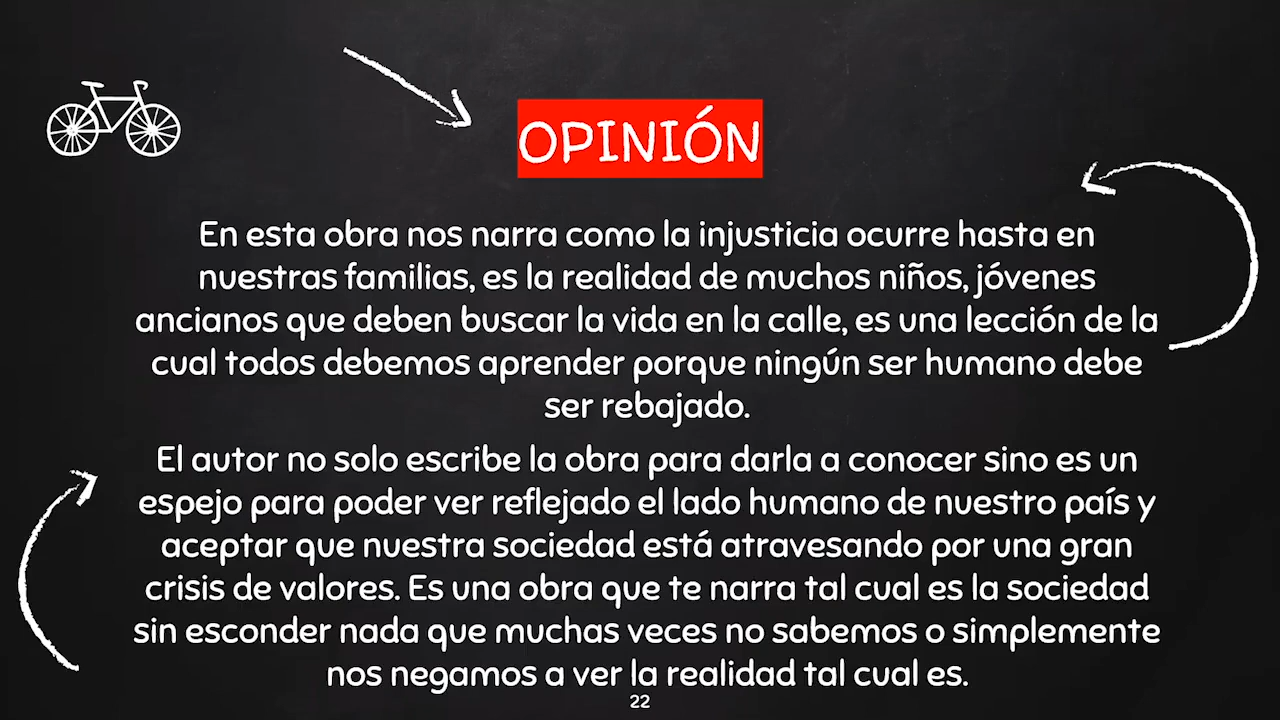 OPINIÓN
En esta obra nos narra como la injusticia ocurre hasta en
nuestras familias, es la realidad de muchos niños, jóvenes
ancianos que deben buscar la vida en la calle, es una lección de la
cual todos debemos aprender porque ningún ser humano debe
ser rebajado.
El autor no solo escribe la obra para darla a conocer sino es un
espejo para poder ver reflejado el lado humano de nuestro país y
aceptar que nuestra sociedad está atravesando por una gran
crisis de valores. Es una obra que te narra tal cual es la sociedad
sin esconder nada que muchas veces no sabemos o simplemente
nos negamos a ver la realidad tal cual es.
22